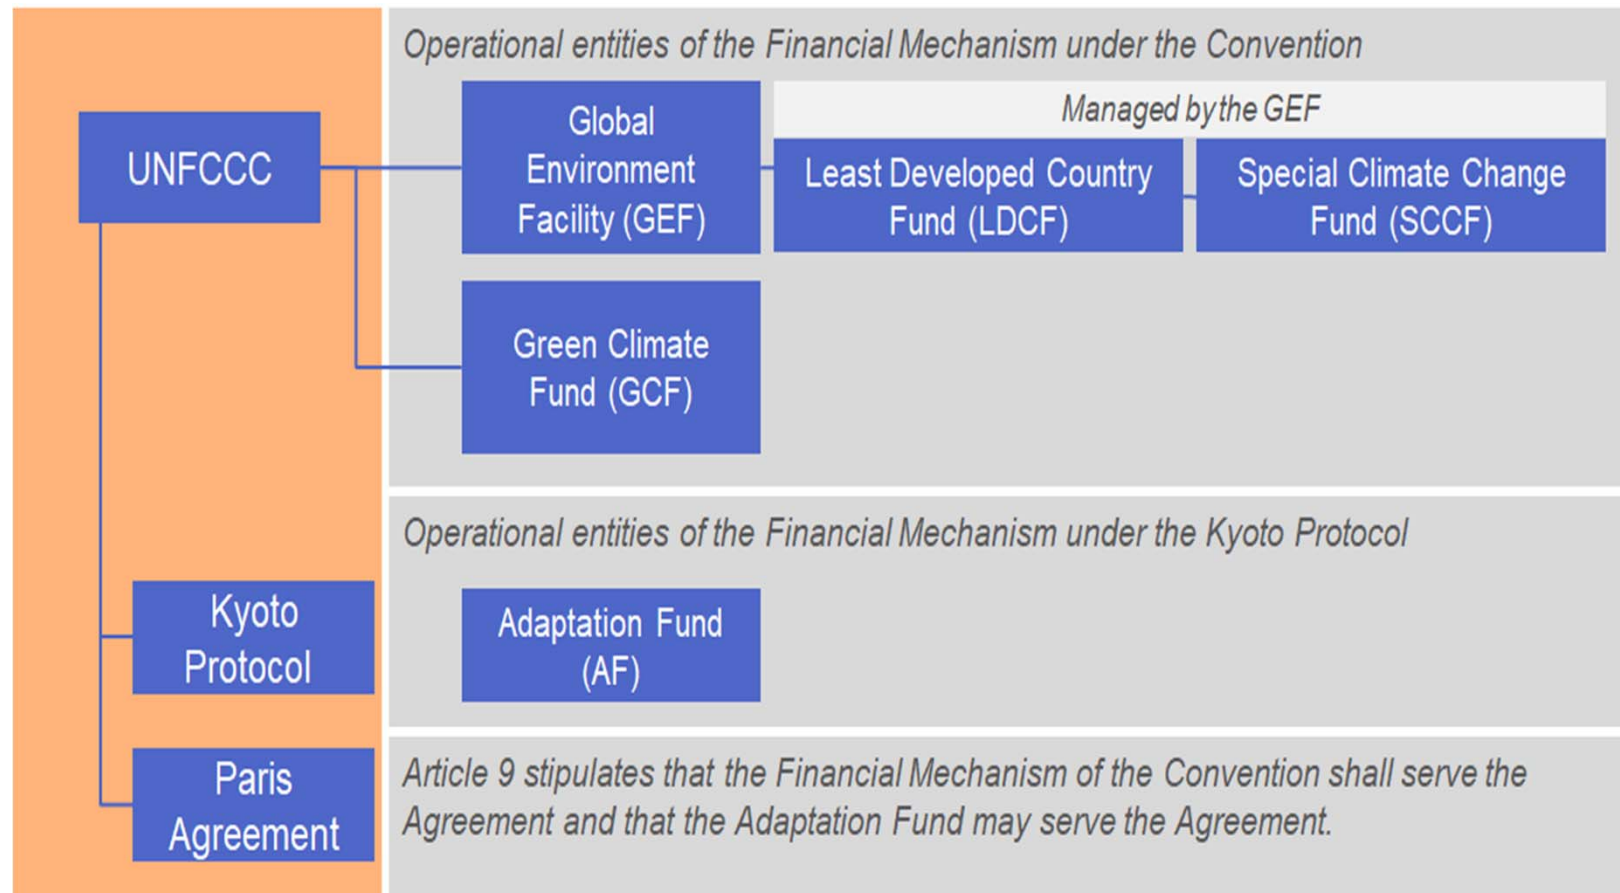 Operational entities of the Financial Mechanism under the Convention
UNFCCC
Global
Environment
Facility (GEF)
Managed by the GEF
Least Developed Country
Fund (LDCF)
Special Climate Change
Fund (SCCF)
Green Climate
Fund (GCF)
Operational entities of the Financial Mechanism under the Kyoto Protocol
Kyoto
Protocol
Adaptation Fund
(AF)
Paris
Agreement
Article 9 stipulates that the Financial Mechanism of the Convention shall serve the
Agreement and that the Adaptation Fund may serve the Agreement.